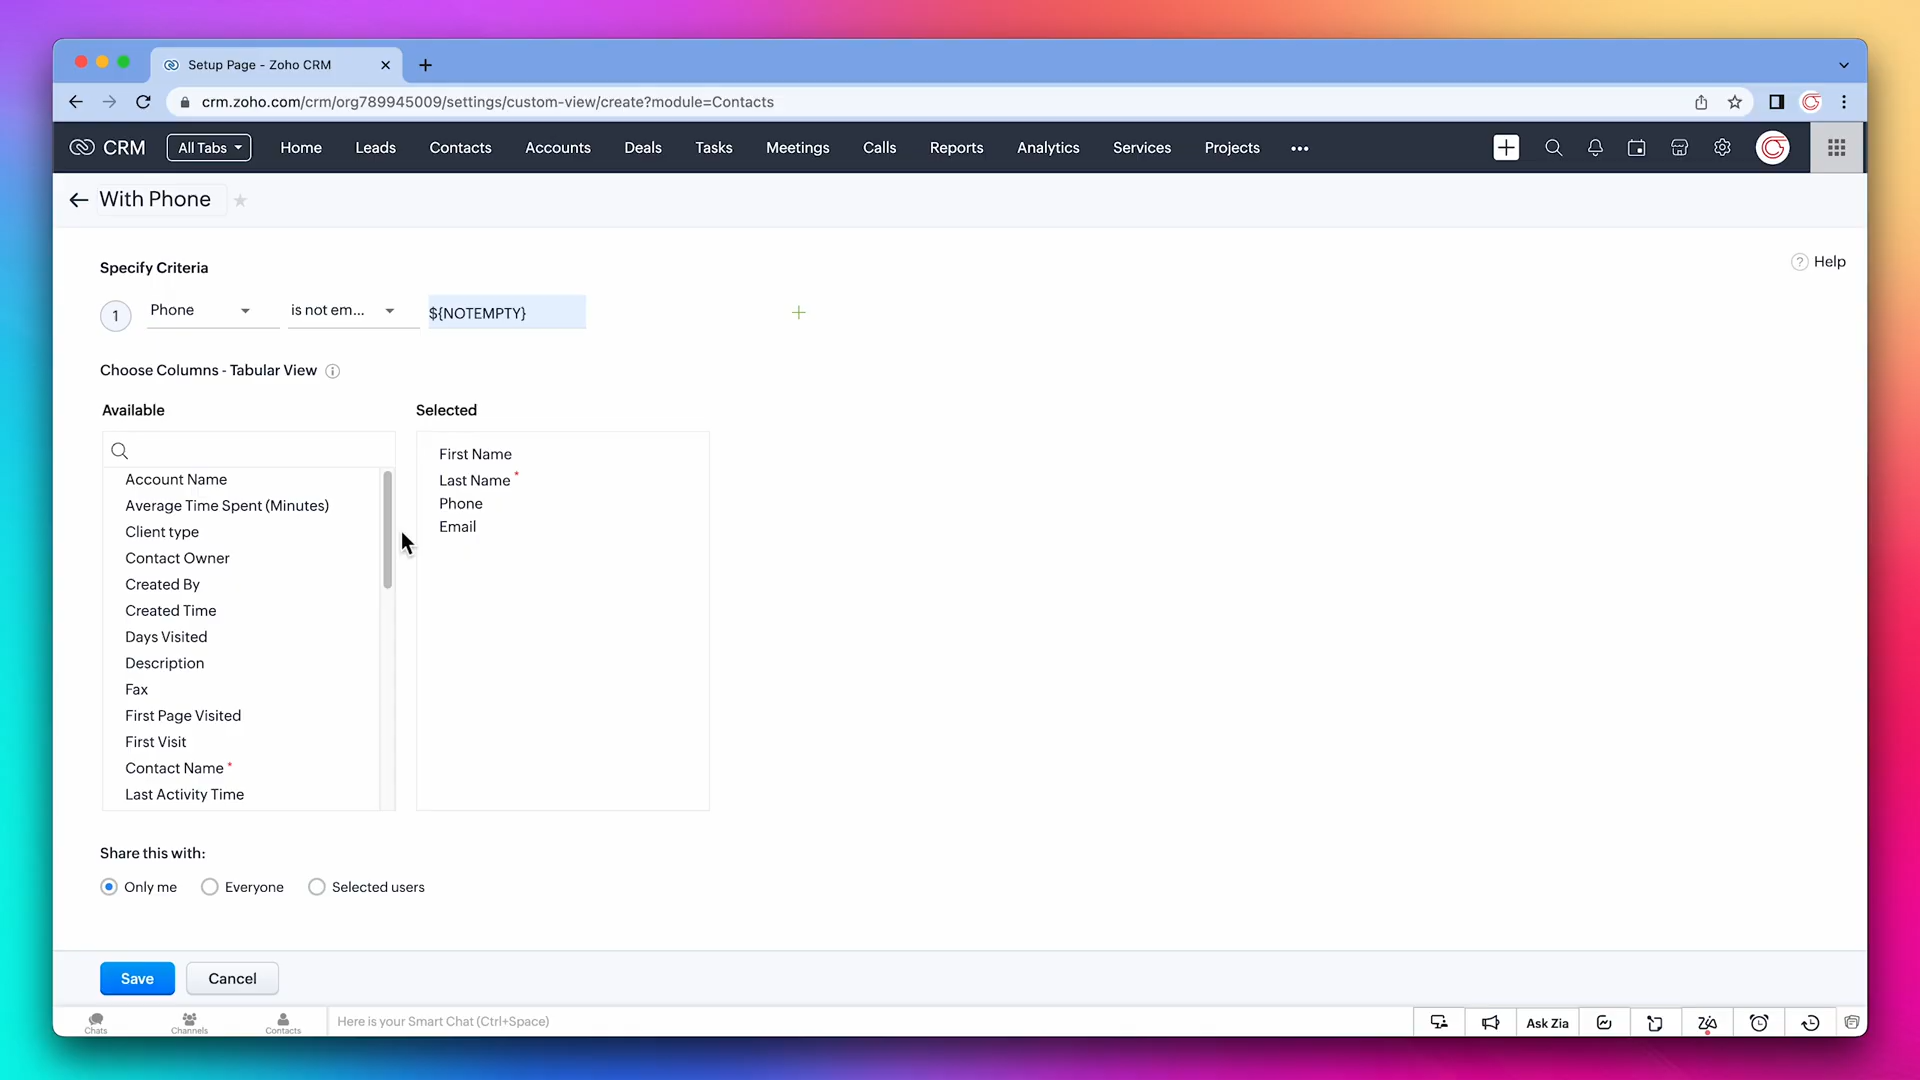 Setup Page - Zoho CRM
crm.zoho.com/crm/org789945009/settings/custom-view/create?module=Contacts
CRM All Tabs Home Leads Contacts Accounts Deals Tasks Meetings Calls Reports Analytics Services Projects
With Phone
Specify Criteria
? Help
1 Phone is not em... ${NOTEMPTY}
Choose Columns - Tabular View
Available
Selected
Account Name
Average Time Spent (Minutes)
Client type
Contact Owner
Created By
Created Time
Days Visited
Description
Fax
First Page Visited
First Visit
Contact Name *
Last Activity Time
First Name
Last Name *
Phone
Email
Share this with:
Only me Everyone Selected users
Save Cancel
Chats Channels Contacts Here is your Smart Chat (Ctrl+Space) Ask Zia